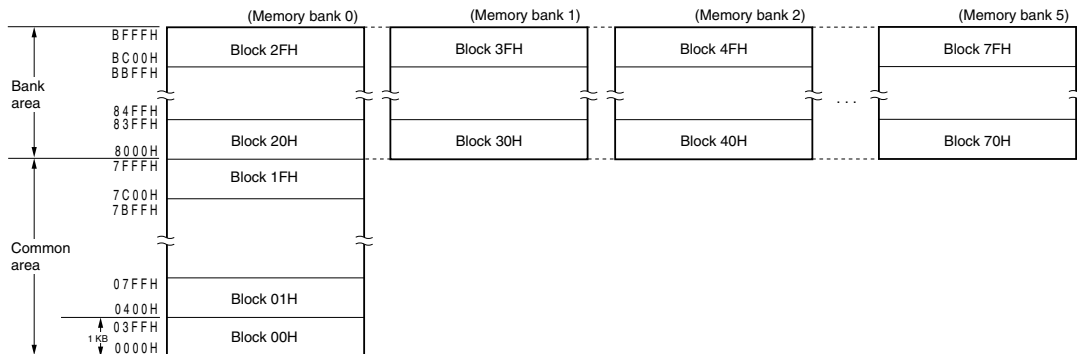 (Memory bank 0) (Memory bank 1) (Memory bank 2) (Memory bank 5)
BFFFH
Block 2FH Block 3FH Block 4FH Block 7FH
BC00H
BBFFH
Bank
area
. . .
84FFH
83FFH
Block 20H Block 30H Block 40H Block 70H
8000H
7FFFH
Block 1FH
7C00H
7BFFH
Common
area
07FFH
Block 01H
0400H
03FFH
1 KB
Block 00H
0000H